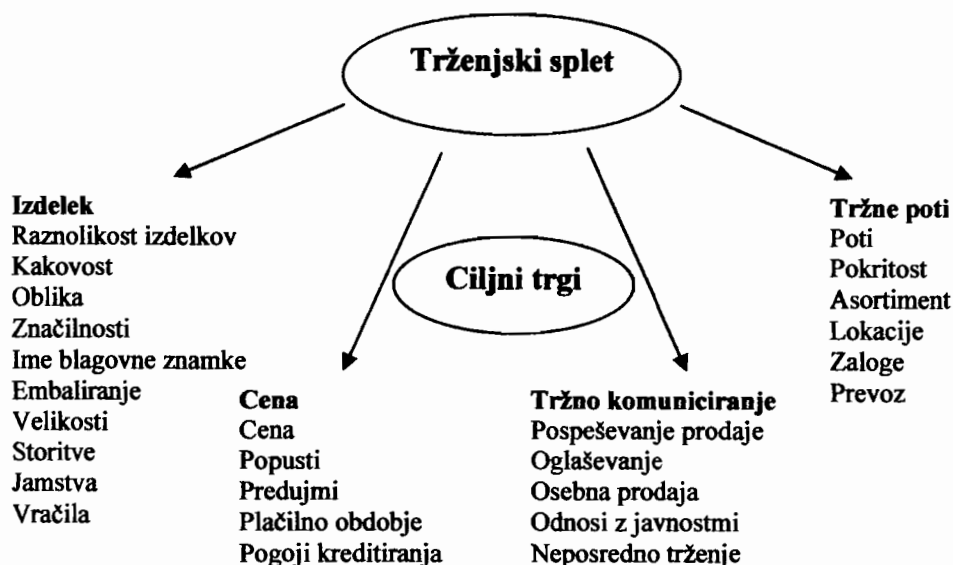 Trženjski splet
Izdelek
Raznolikost izdelkov
Kakovost
Oblika
Značilnosti
Ime blagovne znamke
Embaliranje
Velikosti
Storitve
Jamstva
Vračila
Ciljni trgi
Cena
Cena
Popusti
Predujmi
Plačilno obdobje
Pogoji kreditiranja
Tržno komuniciranje
Pospeševanje prodaje
Oglaševanje
Osebna prodaja
Odnosi z javnostmi
Neposredno trženje
Tržne poti
Poti
Pokritost
Asortiment
Lokacije
Zaloge
Prevoz